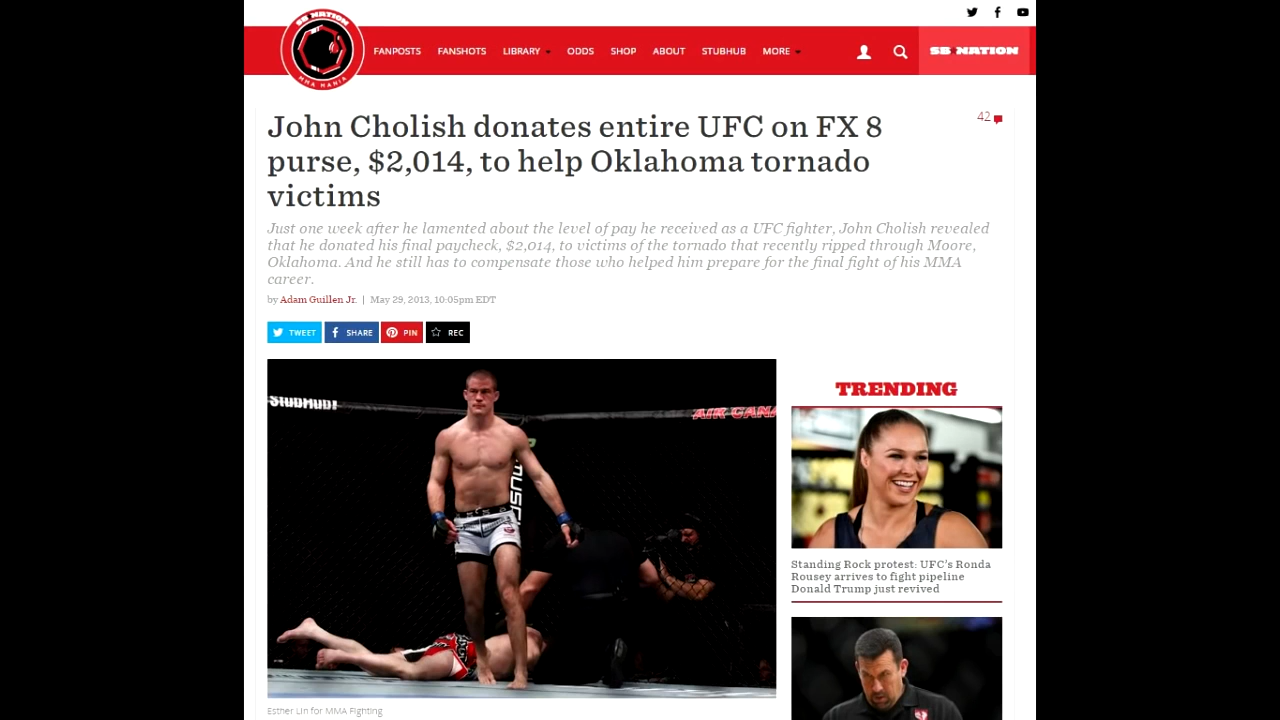 SB NATION
MMA MANIA
FANPOSTS FANSHOTS LIBRARY ODDS SHOP ABOUT STUBHUB MORE
SB NATION
John Cholish donates entire UFC on FX 8
purse, $2,014, to help Oklahoma tornado
victims
42
Just one week after he lamented about the level of pay he received as a UFC fighter, John Cholish revealed
that he donated his final paycheck, $2,014, to victims of the tornado that recently ripped through Moore,
Oklahoma. And he still has to compensate those who helped him prepare for the final fight of his MMA
career.
by Adam Guillen Jr. | May 29, 2013, 10:05pm EDT
TWEET SHARE PIN REC
STUBHUB!
AIR CANA
MUSC
Esther Lin for MMA Fighting
TRENDING
Standing Rock protest: UFC's Ronda
Rousey arrives to fight pipeline
Donald Trump just revived